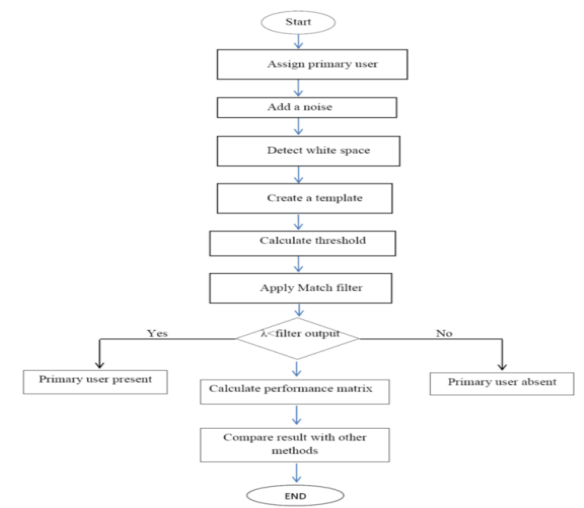 Start
Assign primary user
Add a noise
Detect white space
Create a template
Calculate threshold
Apply Match filter
λ<filter output
Yes
No
Primary user present
Primary user absent
Calculate performance matrix
Compare result with other
methods
END